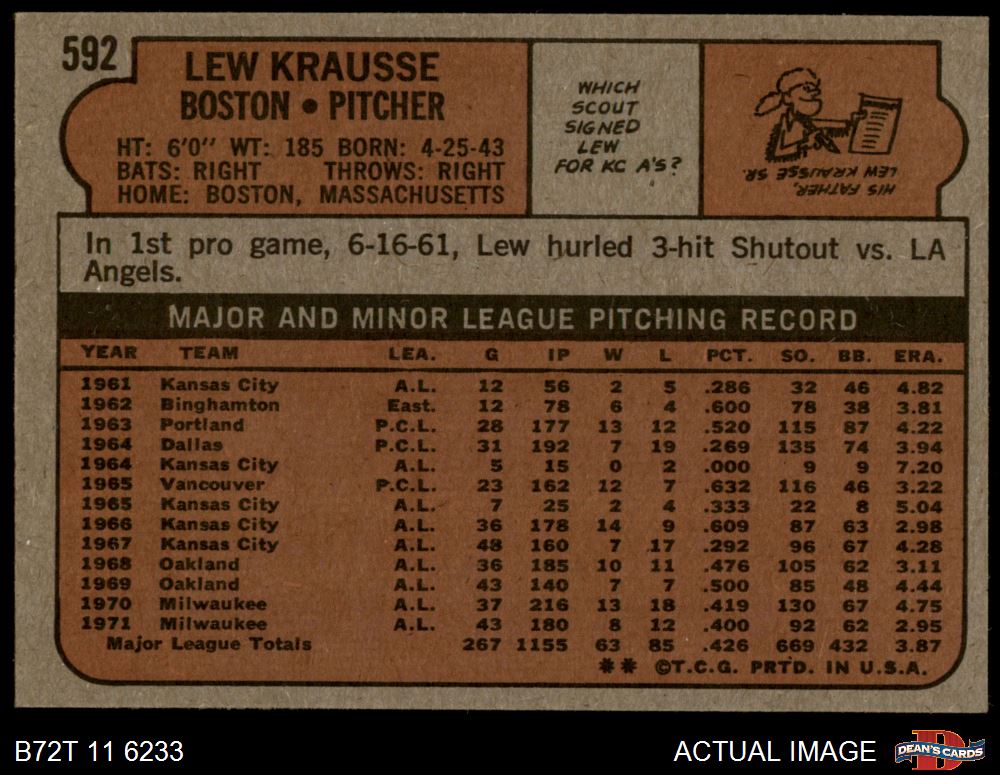 592
LEW KRAUSSE
BOSTON • PITCHER
HT: 6'0" WT: 185 BORN: 4-25-43
BATS: RIGHT THROWS: RIGHT
HOME: BOSTON, MASSACHUSETTS
WHICH
SCOUT
SIGNED
LEW
FOR KC A'S?
HIS FATHER,
LEW KRAUSSE SR.
In 1st pro game, 6-16-61, Lew hurled 3-hit Shutout vs. LA
Angels.
MAJOR AND MINOR LEAGUE PITCHING RECORD
YEAR TEAM LEA. G IP W L PCT. SO. BB. ERA.
1961 Kansas City A.L. 12 56 2 5 .286 32 46 4.82
1962 Binghamton East. 12 78 6 4 .600 78 38 3.81
1963 Portland P.C.L. 28 177 13 12 .520 115 87 4.22
1964 Dallas P.C.L. 31 192 7 19 .269 135 74 3.94
1964 Kansas City A.L. 5 15 0 2 .000 9 9 7.20
1965 Vancouver P.C.L. 23 162 12 7 .632 116 46 3.22
1965 Kansas City A.L. 7 25 2 4 .333 22 8 5.04
1966 Kansas City A.L. 36 178 14 9 .609 87 63 2.98
1967 Kansas City A.L. 48 160 7 17 .292 96 67 4.28
1968 Oakland A.L. 36 185 10 11 .476 105 62 3.11
1969 Oakland A.L. 43 140 7 7 .500 85 48 4.44
1970 Milwaukee A.L. 37 216 13 18 .419 130 67 4.75
1971 Milwaukee A.L. 43 180 8 12 .400 92 62 2.95
Major League Totals 267 1155 63 85 .426 669 432 3.87
** ©T.C.G. PRTD. IN U.S.A.
B72T 11 6233
ACTUAL IMAGE
DEAN'S CARDS